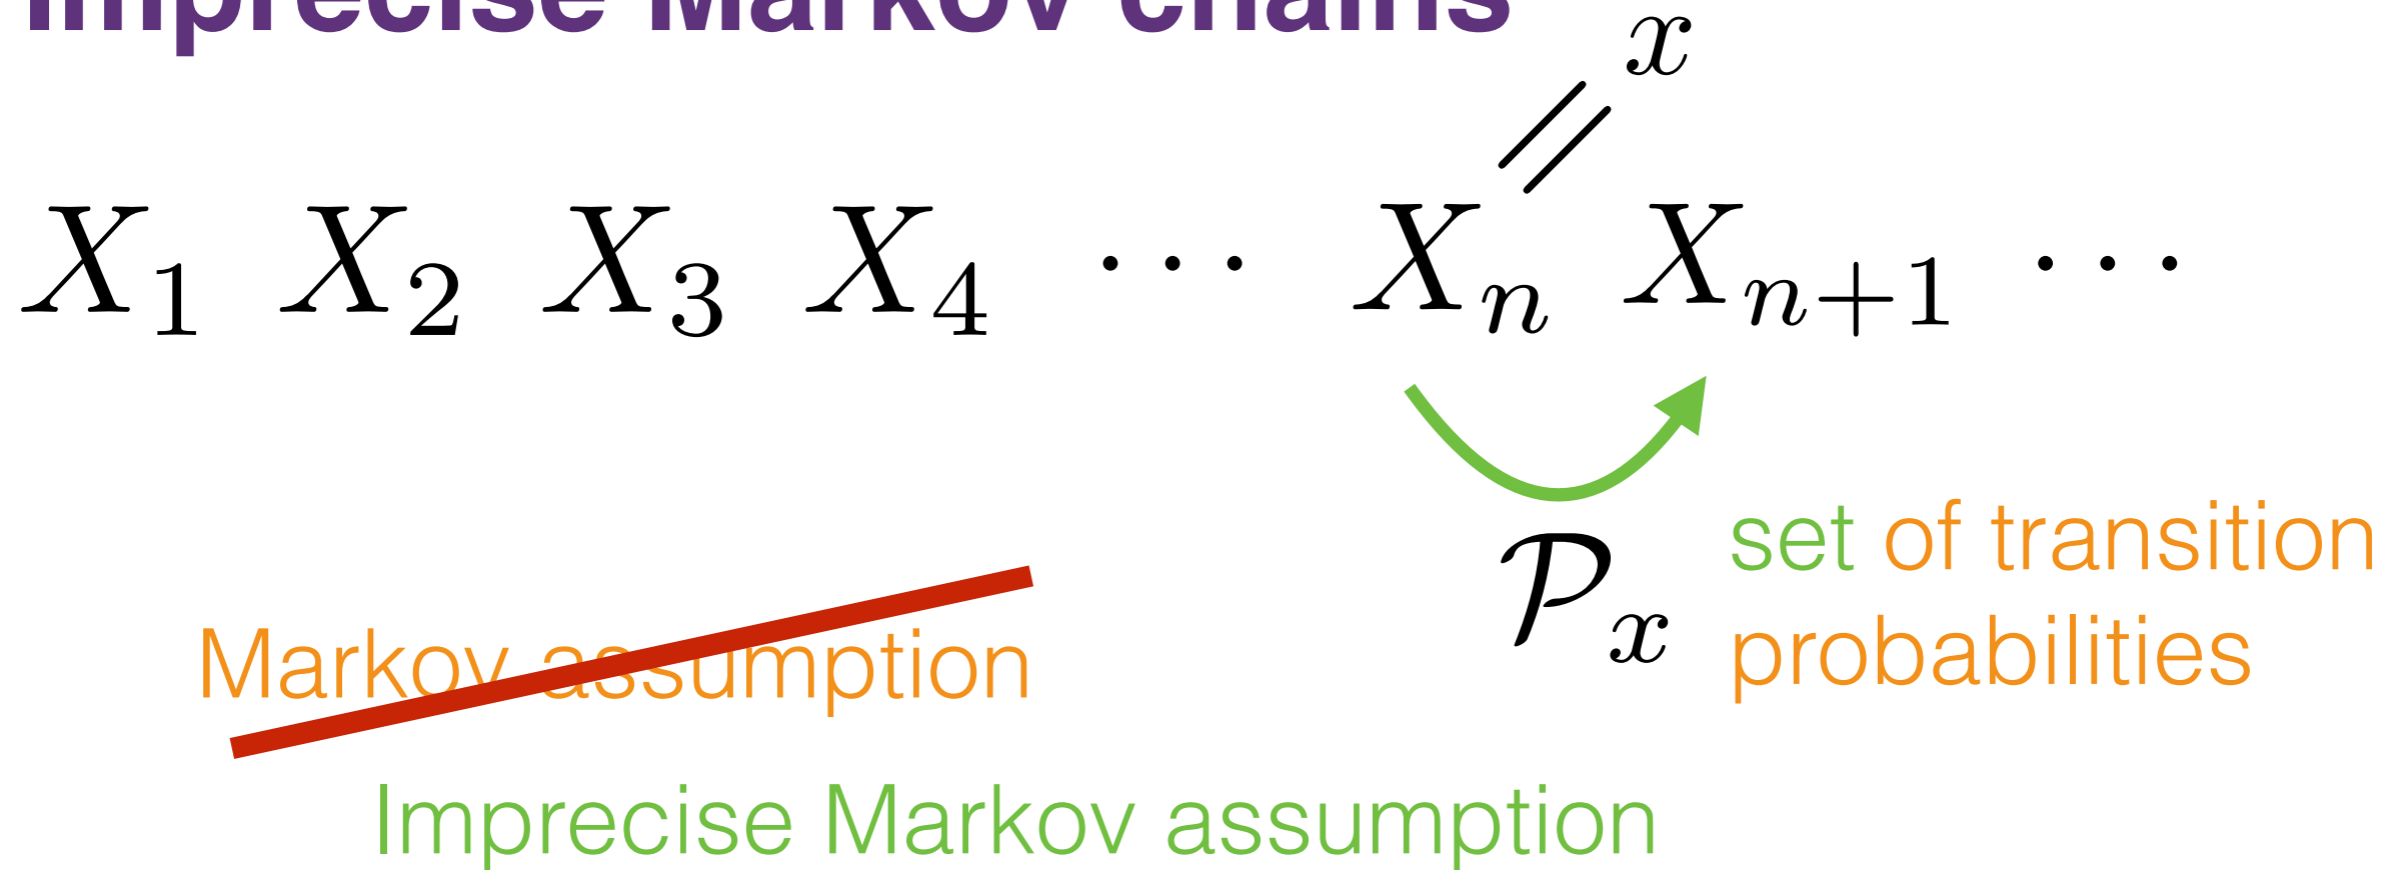 Imprecise Markov chains
x
X₁ X₂ X₃ X₄ ⋯ Xₙ = x Xₙ₊₁ ⋯
𝒫ₓ
set of transition
probabilities
Markov assumption
Imprecise Markov assumption